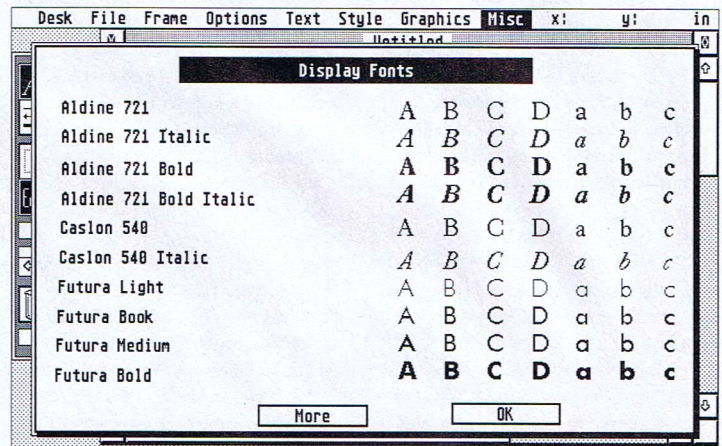 Desk File Frame Options Text Style Graphics Misc x: y: in
Untitled
Display Fonts
Aldine 721 A B C D a b c
Aldine 721 Italic A B C D a b c
Aldine 721 Bold A B C D a b c
Aldine 721 Bold Italic A B C D a b c
Caslon 540 A B C D a b c
Caslon 540 Italic A B C D a b c
Futura Light A B C D a b c
Futura Book A B C D a b c
Futura Medium A B C D a b c
Futura Bold A B C D a b c
More OK